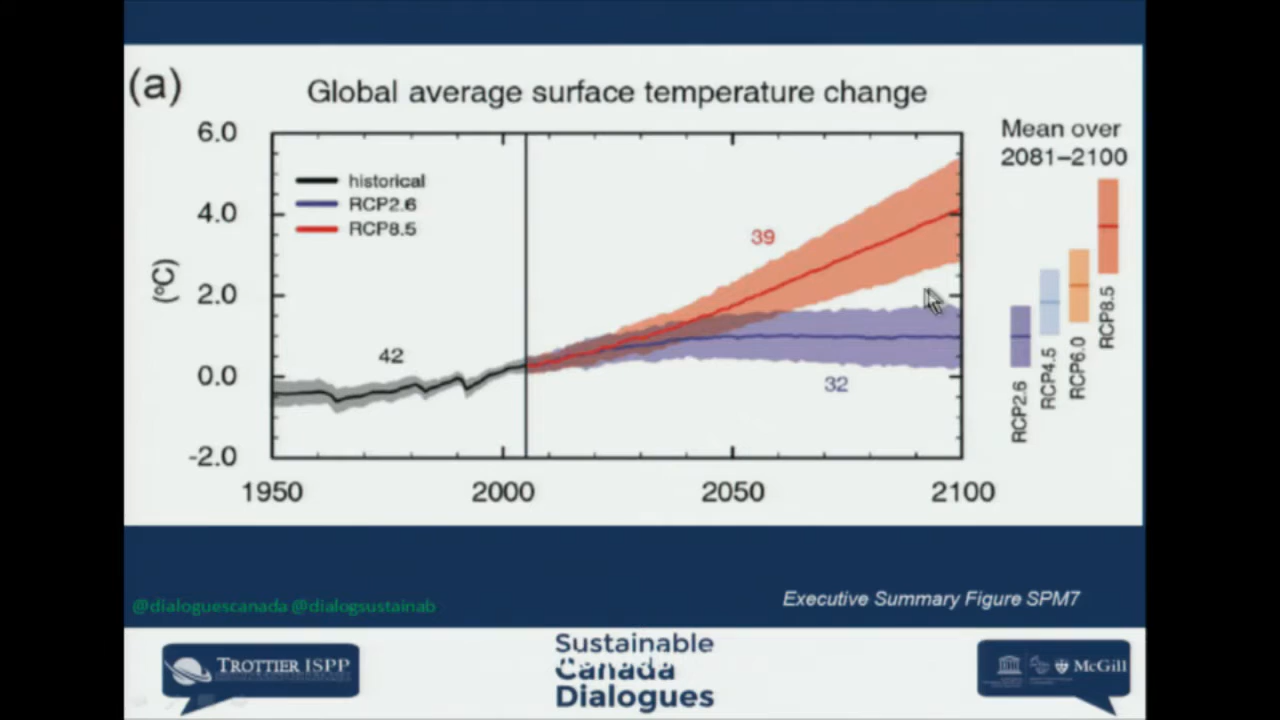 (a)
Global average surface temperature change
6.0
4.0
2.0
0.0
-2.0
(°C)
historical
RCP2.6
RCP8.5
42
39
32
1950
2000
2050
2100
Mean over
2081–2100
RCP2.6
RCP4.5
RCP6.0
RCP8.5
@dialoguescanada @dialogsustainab
Executive Summary Figure SPM7
TROTTIER ISPP
Sustainable
Canada
Dialogues
McGill